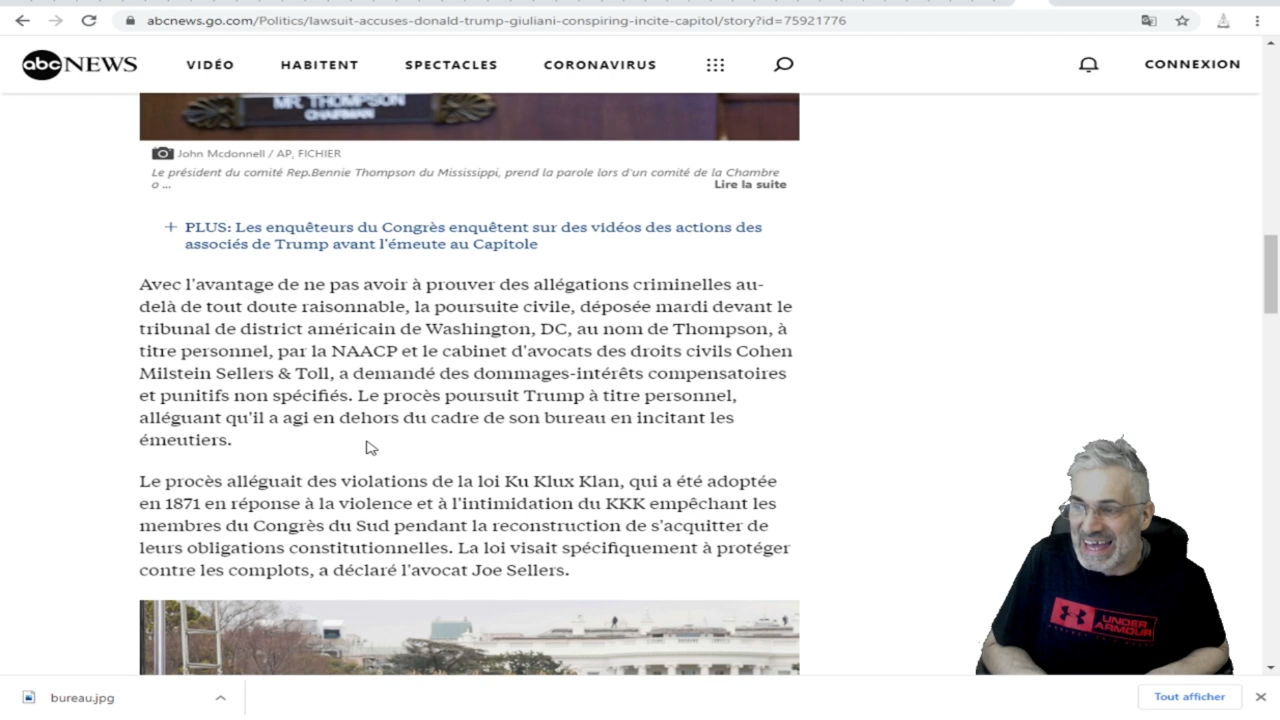 abcnews.go.com/Politics/lawsuit-accuses-donald-trump-giuliani-conspiring-incite-capitol/story?id=75921776
abc NEWS VIDÉO HABITENT SPECTACLES CORONAVIRUS CONNEXION
MR. THOMPSON
CHAIRMAN
John Mcdonnell / AP, FICHIER
Le président du comité Rep.Bennie Thompson du Mississippi, prend la parole lors d'un comité de la Chambre
o ... Lire la suite
+ PLUS: Les enquêteurs du Congrès enquêtent sur des vidéos des actions des
associés de Trump avant l'émeute au Capitole
Avec l'avantage de ne pas avoir à prouver des allégations criminelles au-
delà de tout doute raisonnable, la poursuite civile, déposée mardi devant le
tribunal de district américain de Washington, DC, au nom de Thompson, à
titre personnel, par la NAACP et le cabinet d'avocats des droits civils Cohen
Milstein Sellers & Toll, a demandé des dommages-intérêts compensatoires
et punitifs non spécifiés. Le procès poursuit Trump à titre personnel,
alléguant qu'il a agi en dehors du cadre de son bureau en incitant les
émeutiers.
Le procès alléguait des violations de la loi Ku Klux Klan, qui a été adoptée
en 1871 en réponse à la violence et à l'intimidation du KKK empêchant les
membres du Congrès du Sud pendant la reconstruction de s'acquitter de
leurs obligations constitutionnelles. La loi visait spécifiquement à protéger
contre les complots, a déclaré l'avocat Joe Sellers.
UNDER
ARMOUR
bureau.jpg
Tout afficher